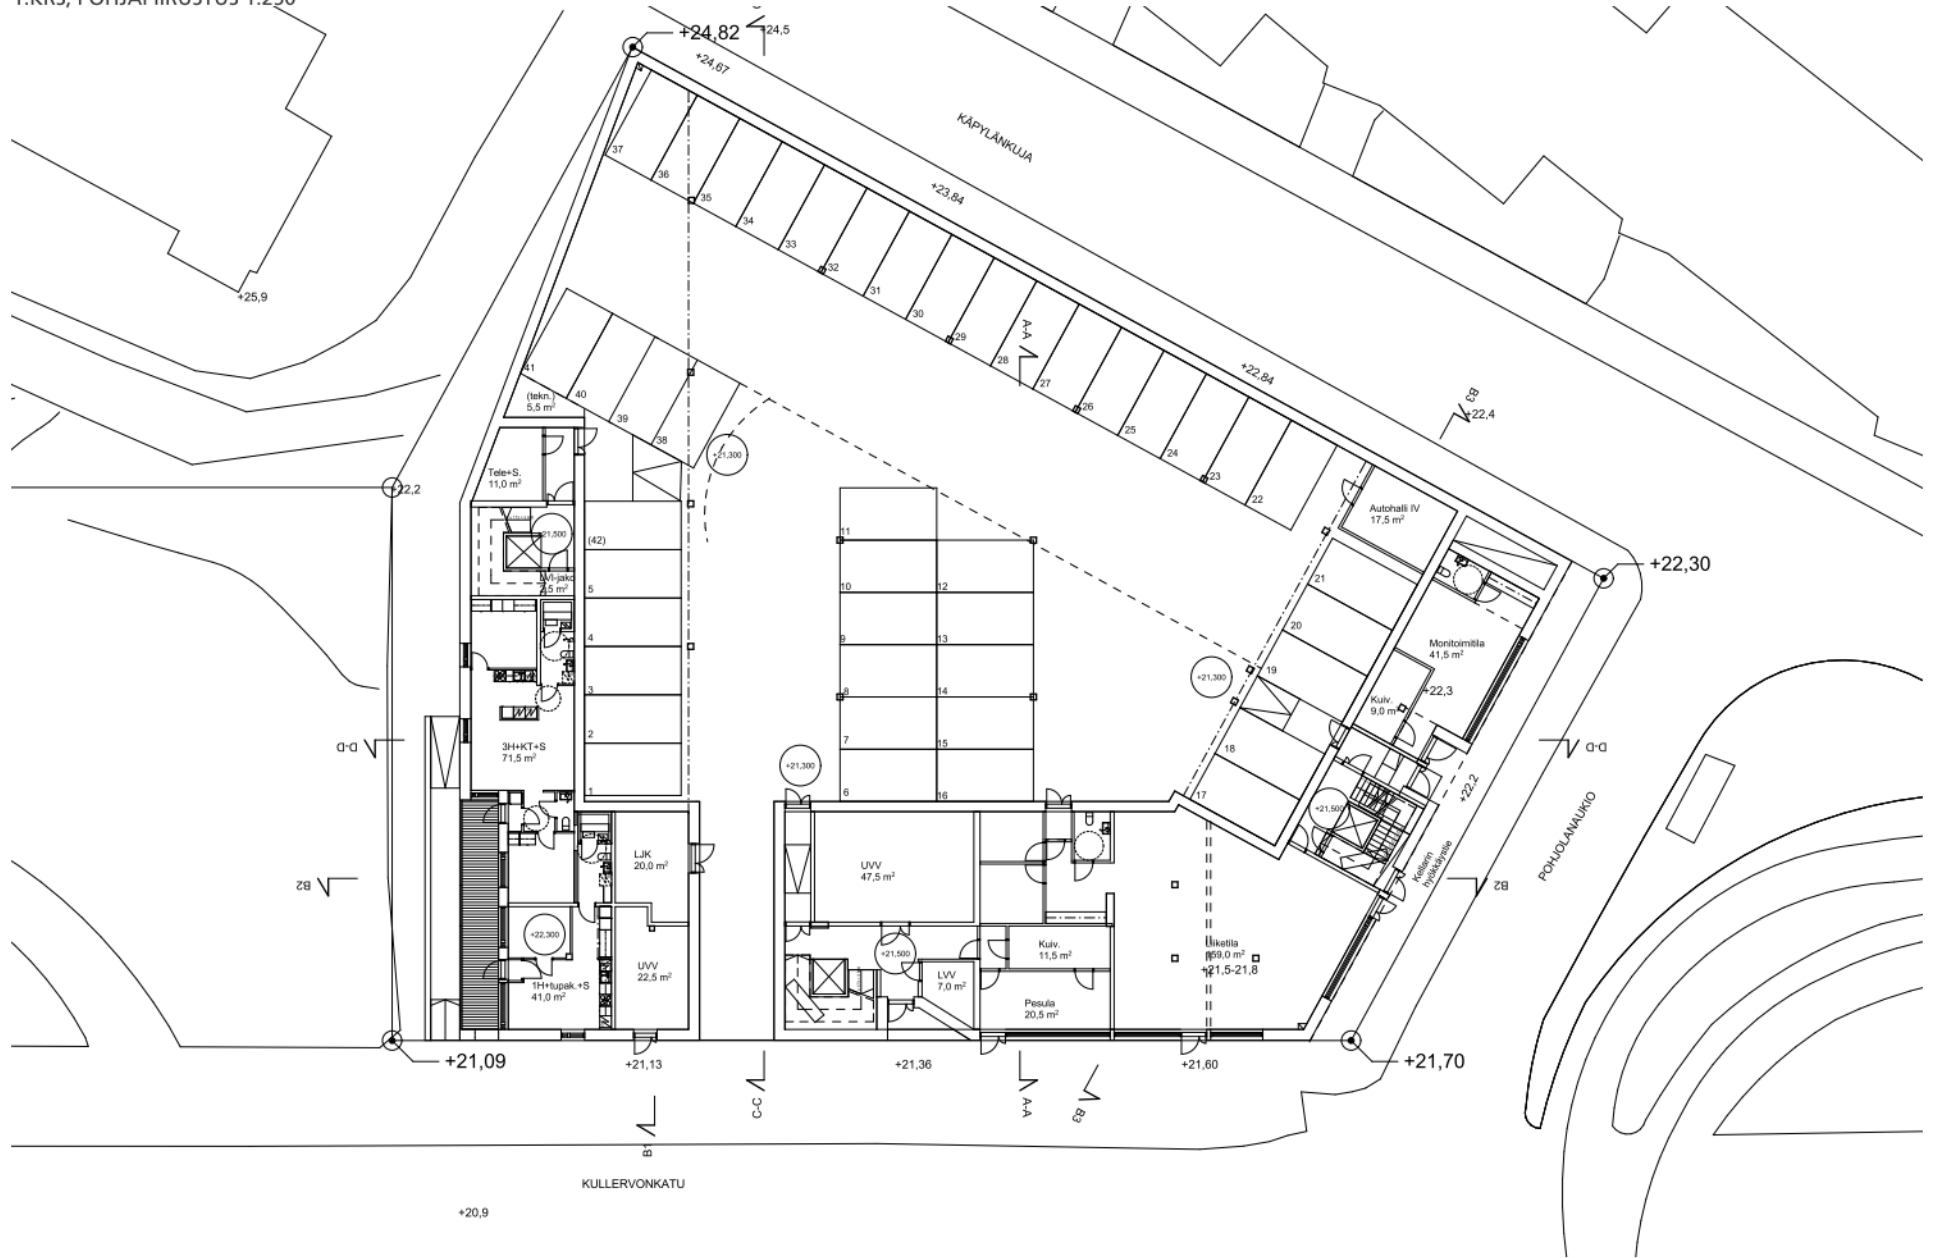 +24,82
+24,5
+24,67
KÄPYLÄNKUJA
+23,84
+22,84
+25,9
37
36
35
34
33
32
31
30
29
28
27
26
25
24
23
22
A-A
B3
+22,4
41
40
39
38
(tekn.)
5,5 m²
+21,300
Tele+S.
11,0 m²
+22,2
(42)
5
4
3
2
1
11
10
9
8
7
6
12
13
14
15
16
Autohalli IV
17,5 m²
21
20
19
18
17
+22,30
Monitoimitila
41,5 m²
+22,3
Kuiv.
9,0 m²
+21,300
+21,300
D-D
D-D
3H+KT+S
71,5 m²
+22,2
+21,500
Kellarin
hyökkäystie
POHJOLANAUKIO
B2
B2
LJK
20,0 m²
UVV
47,5 m²
+22,300
1H+tupak.+S
41,0 m²
UVV
22,5 m²
+21,500
LVV
7,0 m²
Kuiv.
11,5 m²
Pesula
20,5 m²
+21,5-21,8
+21,09
+21,13
+21,36
+21,60
+21,70
C-C
A-A
B3
B1
KULLERVONKATU
+20,9